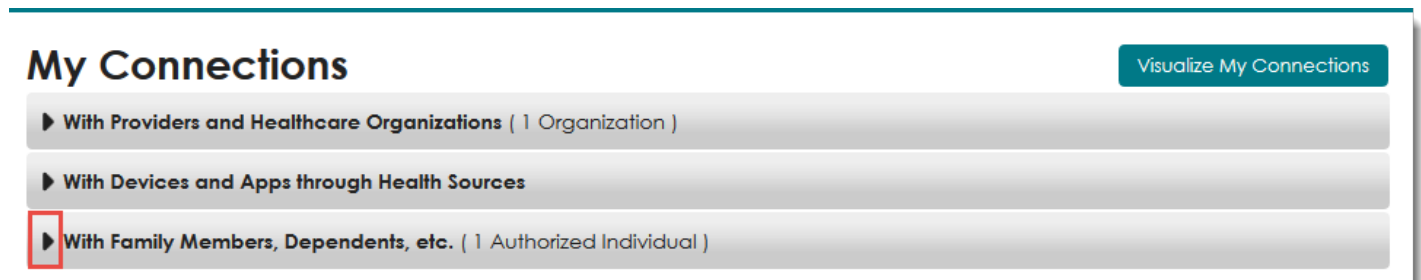 My Connections
Visualize My Connections
With Providers and Healthcare Organizations ( 1 Organization )
With Devices and Apps through Health Sources
With Family Members, Dependents, etc. ( 1 Authorized Individual )